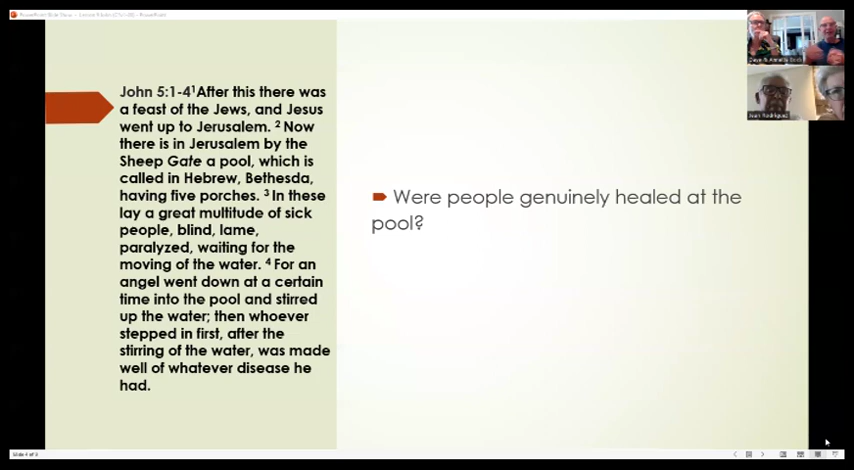 John 5:1-4¹After this there was
a feast of the Jews, and Jesus
went up to Jerusalem. ² Now
there is in Jerusalem by the
Sheep Gate a pool, which is
called in Hebrew, Bethesda,
having five porches. ³ In these
lay a great multitude of sick
people, blind, lame,
paralyzed, waiting for the
moving of the water. ⁴ For an
angel went down at a certain
time into the pool and stirred
up the water; then whoever
stepped in first, after the
stirring of the water, was made
well of whatever disease he
had.
Were people genuinely healed at the
pool?
Ivan Rodriguez